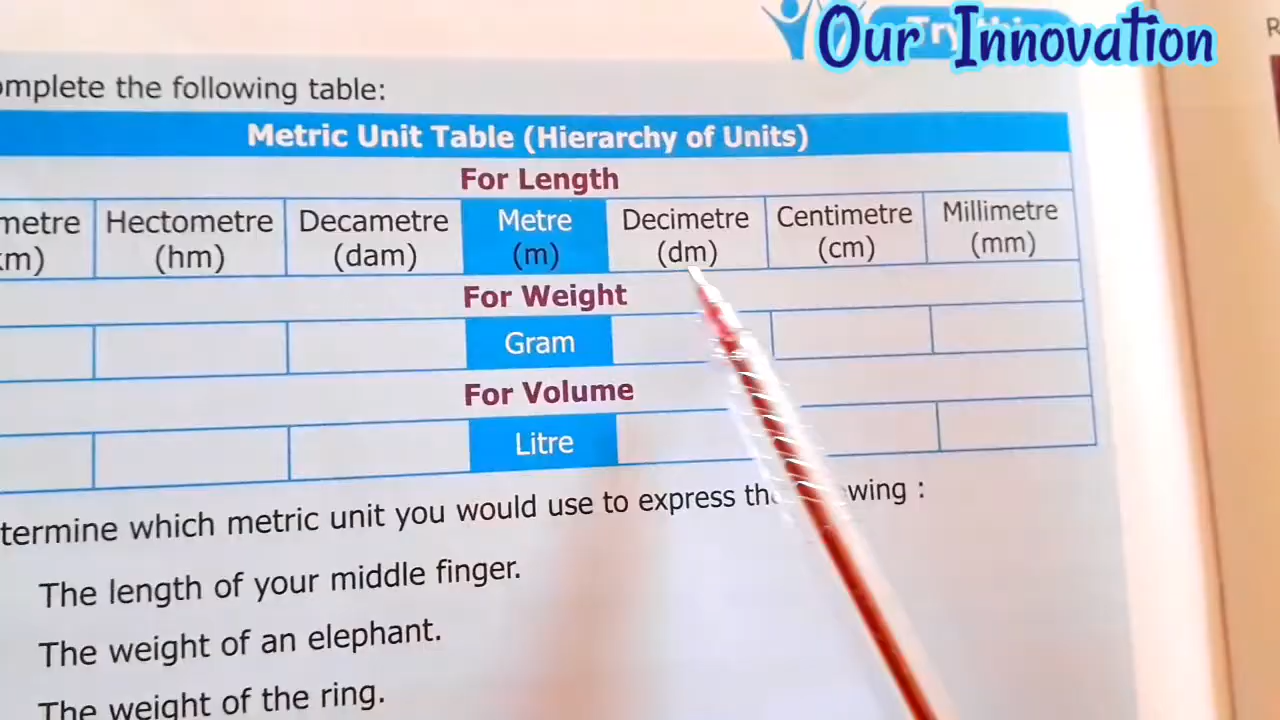 Our Innovation
Try
omplete the following table:
Metric Unit Table (Hierarchy of Units)
For Length
metre Hectometre Decametre Metre Decimetre Centimetre Millimetre
m) (hm) (dam) (m) (dm) (cm) (mm)
For Weight
Gram
For Volume
Litre
termine which metric unit you would use to express wing :
The length of your middle finger.
The weight of an elephant.
The weight of the ring.
R